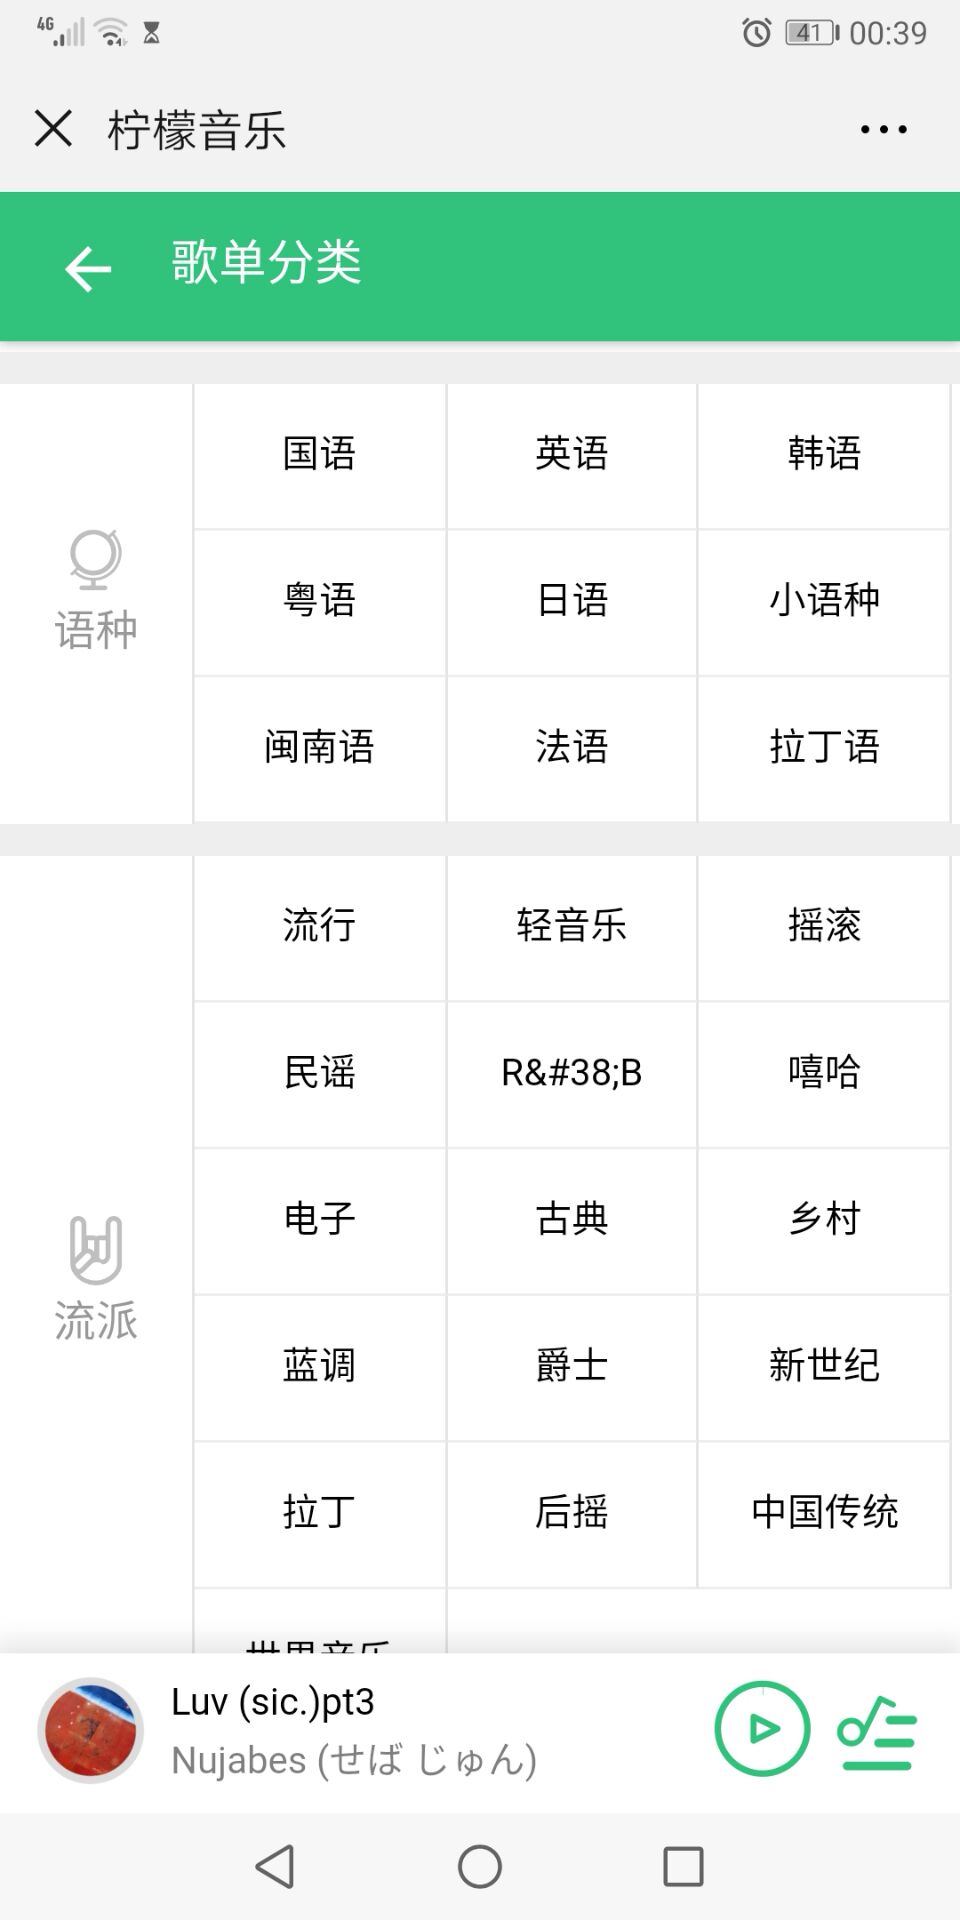 4G 41 00:39
柠檬音乐
歌单分类
国语 英语 韩语
粤语 日语 小语种
语种
闽南语 法语 拉丁语
流行 轻音乐 摇滚
民谣 R&#38;B 嘻哈
电子 古典 乡村
流派
蓝调 爵士 新世纪
拉丁 后摇 中国传统
世界音乐
Luv (sic.)pt3
Nujabes (せば じゅん)